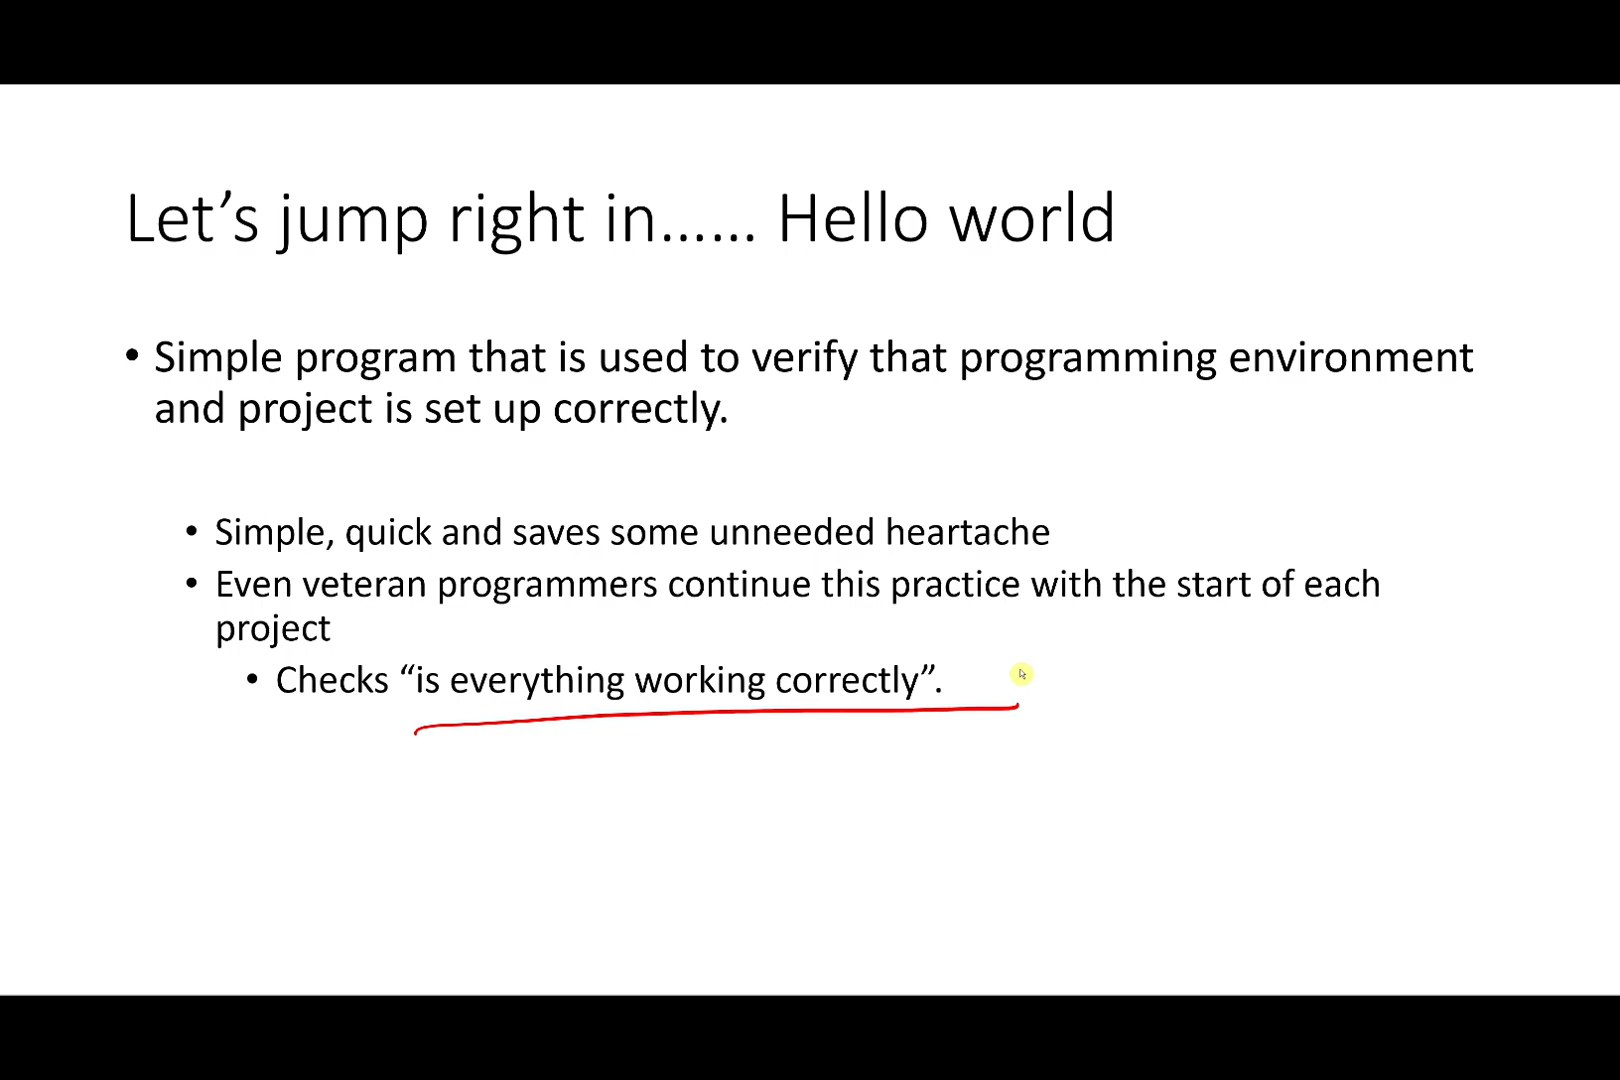 Let’s jump right in…… Hello world
• Simple program that is used to verify that programming environment
and project is set up correctly.
• Simple, quick and saves some unneeded heartache
• Even veteran programmers continue this practice with the start of each
project
• Checks “is everything working correctly”.